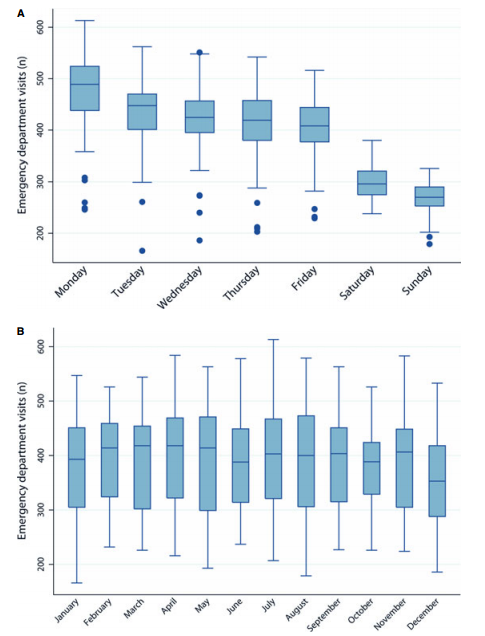 A
Emergency department visits (n)
600
500
400
300
200
Monday
Tuesday
Wednesday
Thursday
Friday
Saturday
Sunday
B
Emergency department visits (n)
600
500
400
300
200
January
February
March
April
May
June
July
August
September
October
November
December